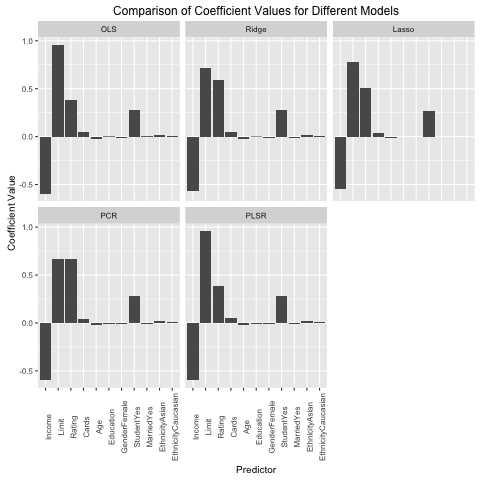 Comparison of Coefficient Values for Different Models
OLS
Ridge
Lasso
1.0
0.5
0.0
-0.5
PCR
PLSR
1.0
0.5
0.0
-0.5
Coefficient Value
Income
Limit
Rating
Cards
Age
Education
GenderFemale
StudentYes
MarriedYes
EthnicityAsian
EthnicityCaucasian
Income
Limit
Rating
Cards
Age
Education
GenderFemale
StudentYes
MarriedYes
EthnicityAsian
EthnicityCaucasian
Predictor